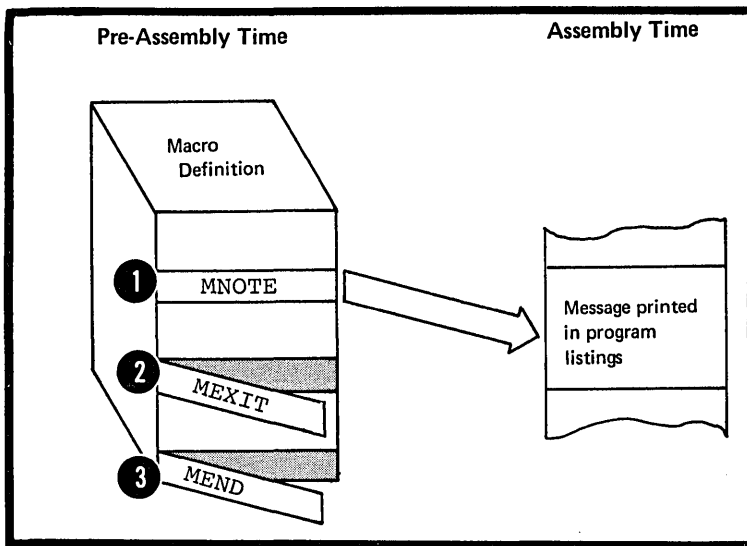 Pre-Assembly Time
Assembly Time
Macro
Definition
1
MNOTE
Message printed
in program
listings
2
MEXIT
3
MEND